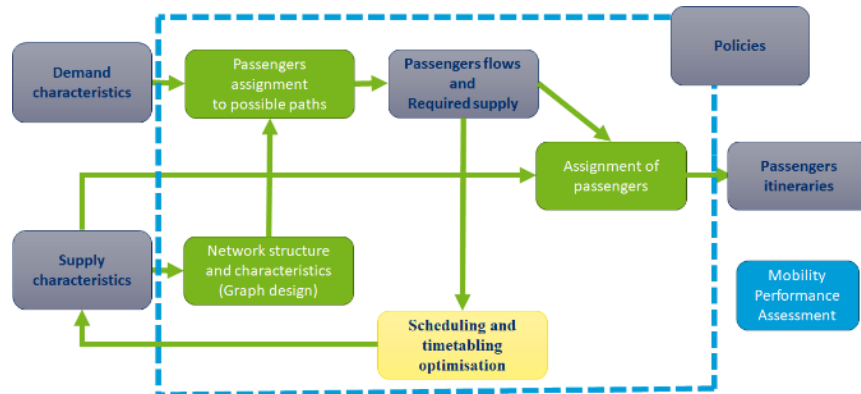 Policies
Demand
characteristics
Passengers
assignment
to possible paths
Passengers flows
and
Required supply
Assignment of
passengers
Passengers
itineraries
Supply
characteristics
Network structure
and characteristics
(Graph design)
Mobility
Performance
Assessment
Scheduling and
timetabling
optimisation